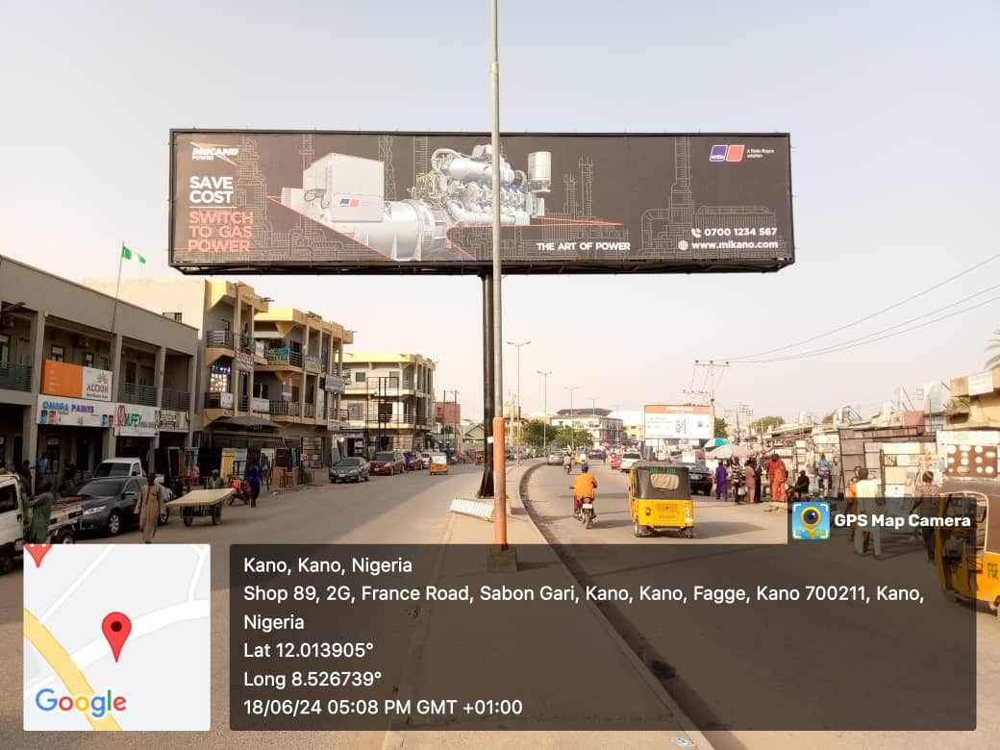 MIKANO
POWER
SAVE
COST
SWITCH
TO GAS
POWER
mtu
A Rolls-Royce
solution
THE ART OF POWER
0700 1234 567
www.mikano.com
ACCION
OMEGA PAINTS
GPS Map Camera
Google
Kano, Kano, Nigeria
Shop 89, 2G, France Road, Sabon Gari, Kano, Kano, Fagge, Kano 700211, Kano,
Nigeria
Lat 12.013905°
Long 8.526739°
18/06/24 05:08 PM GMT +01:00